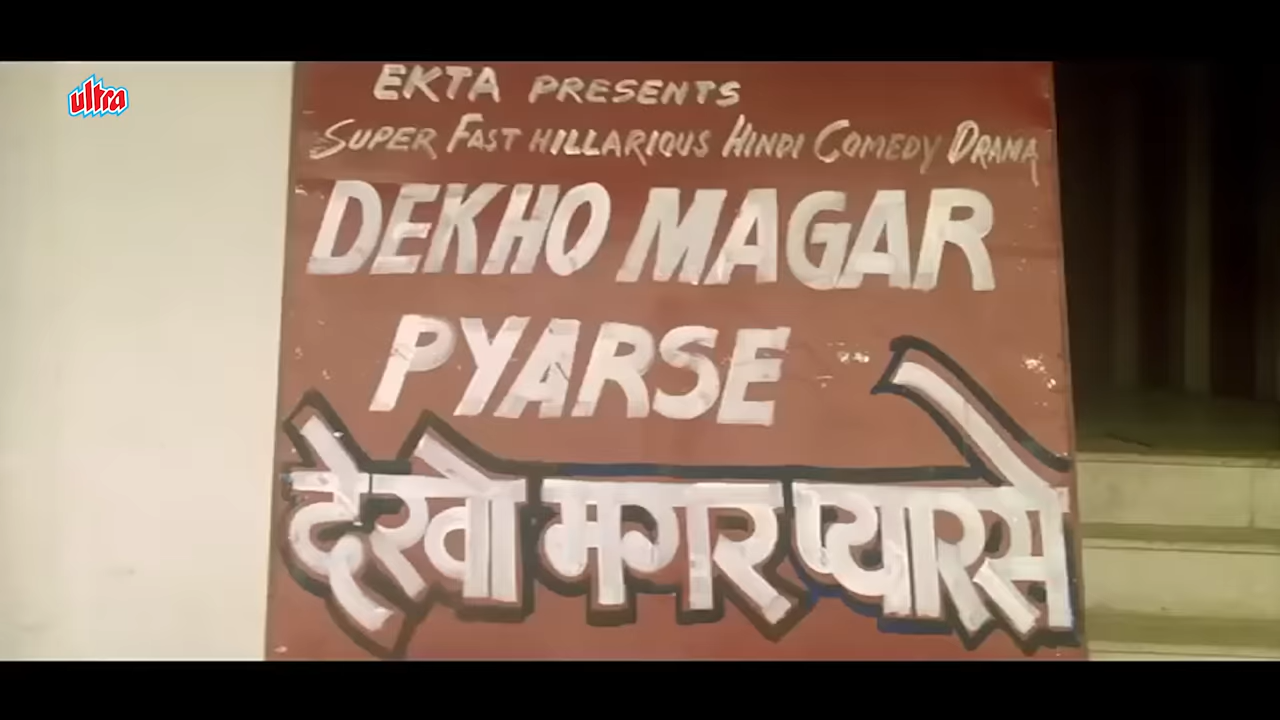 ultra
EKTA PRESENTS
SUPER FAST HILLARIOUS HINDI COMEDY DRAMA
DEKHO MAGAR
PYARSE
देखो मगर प्यारसे